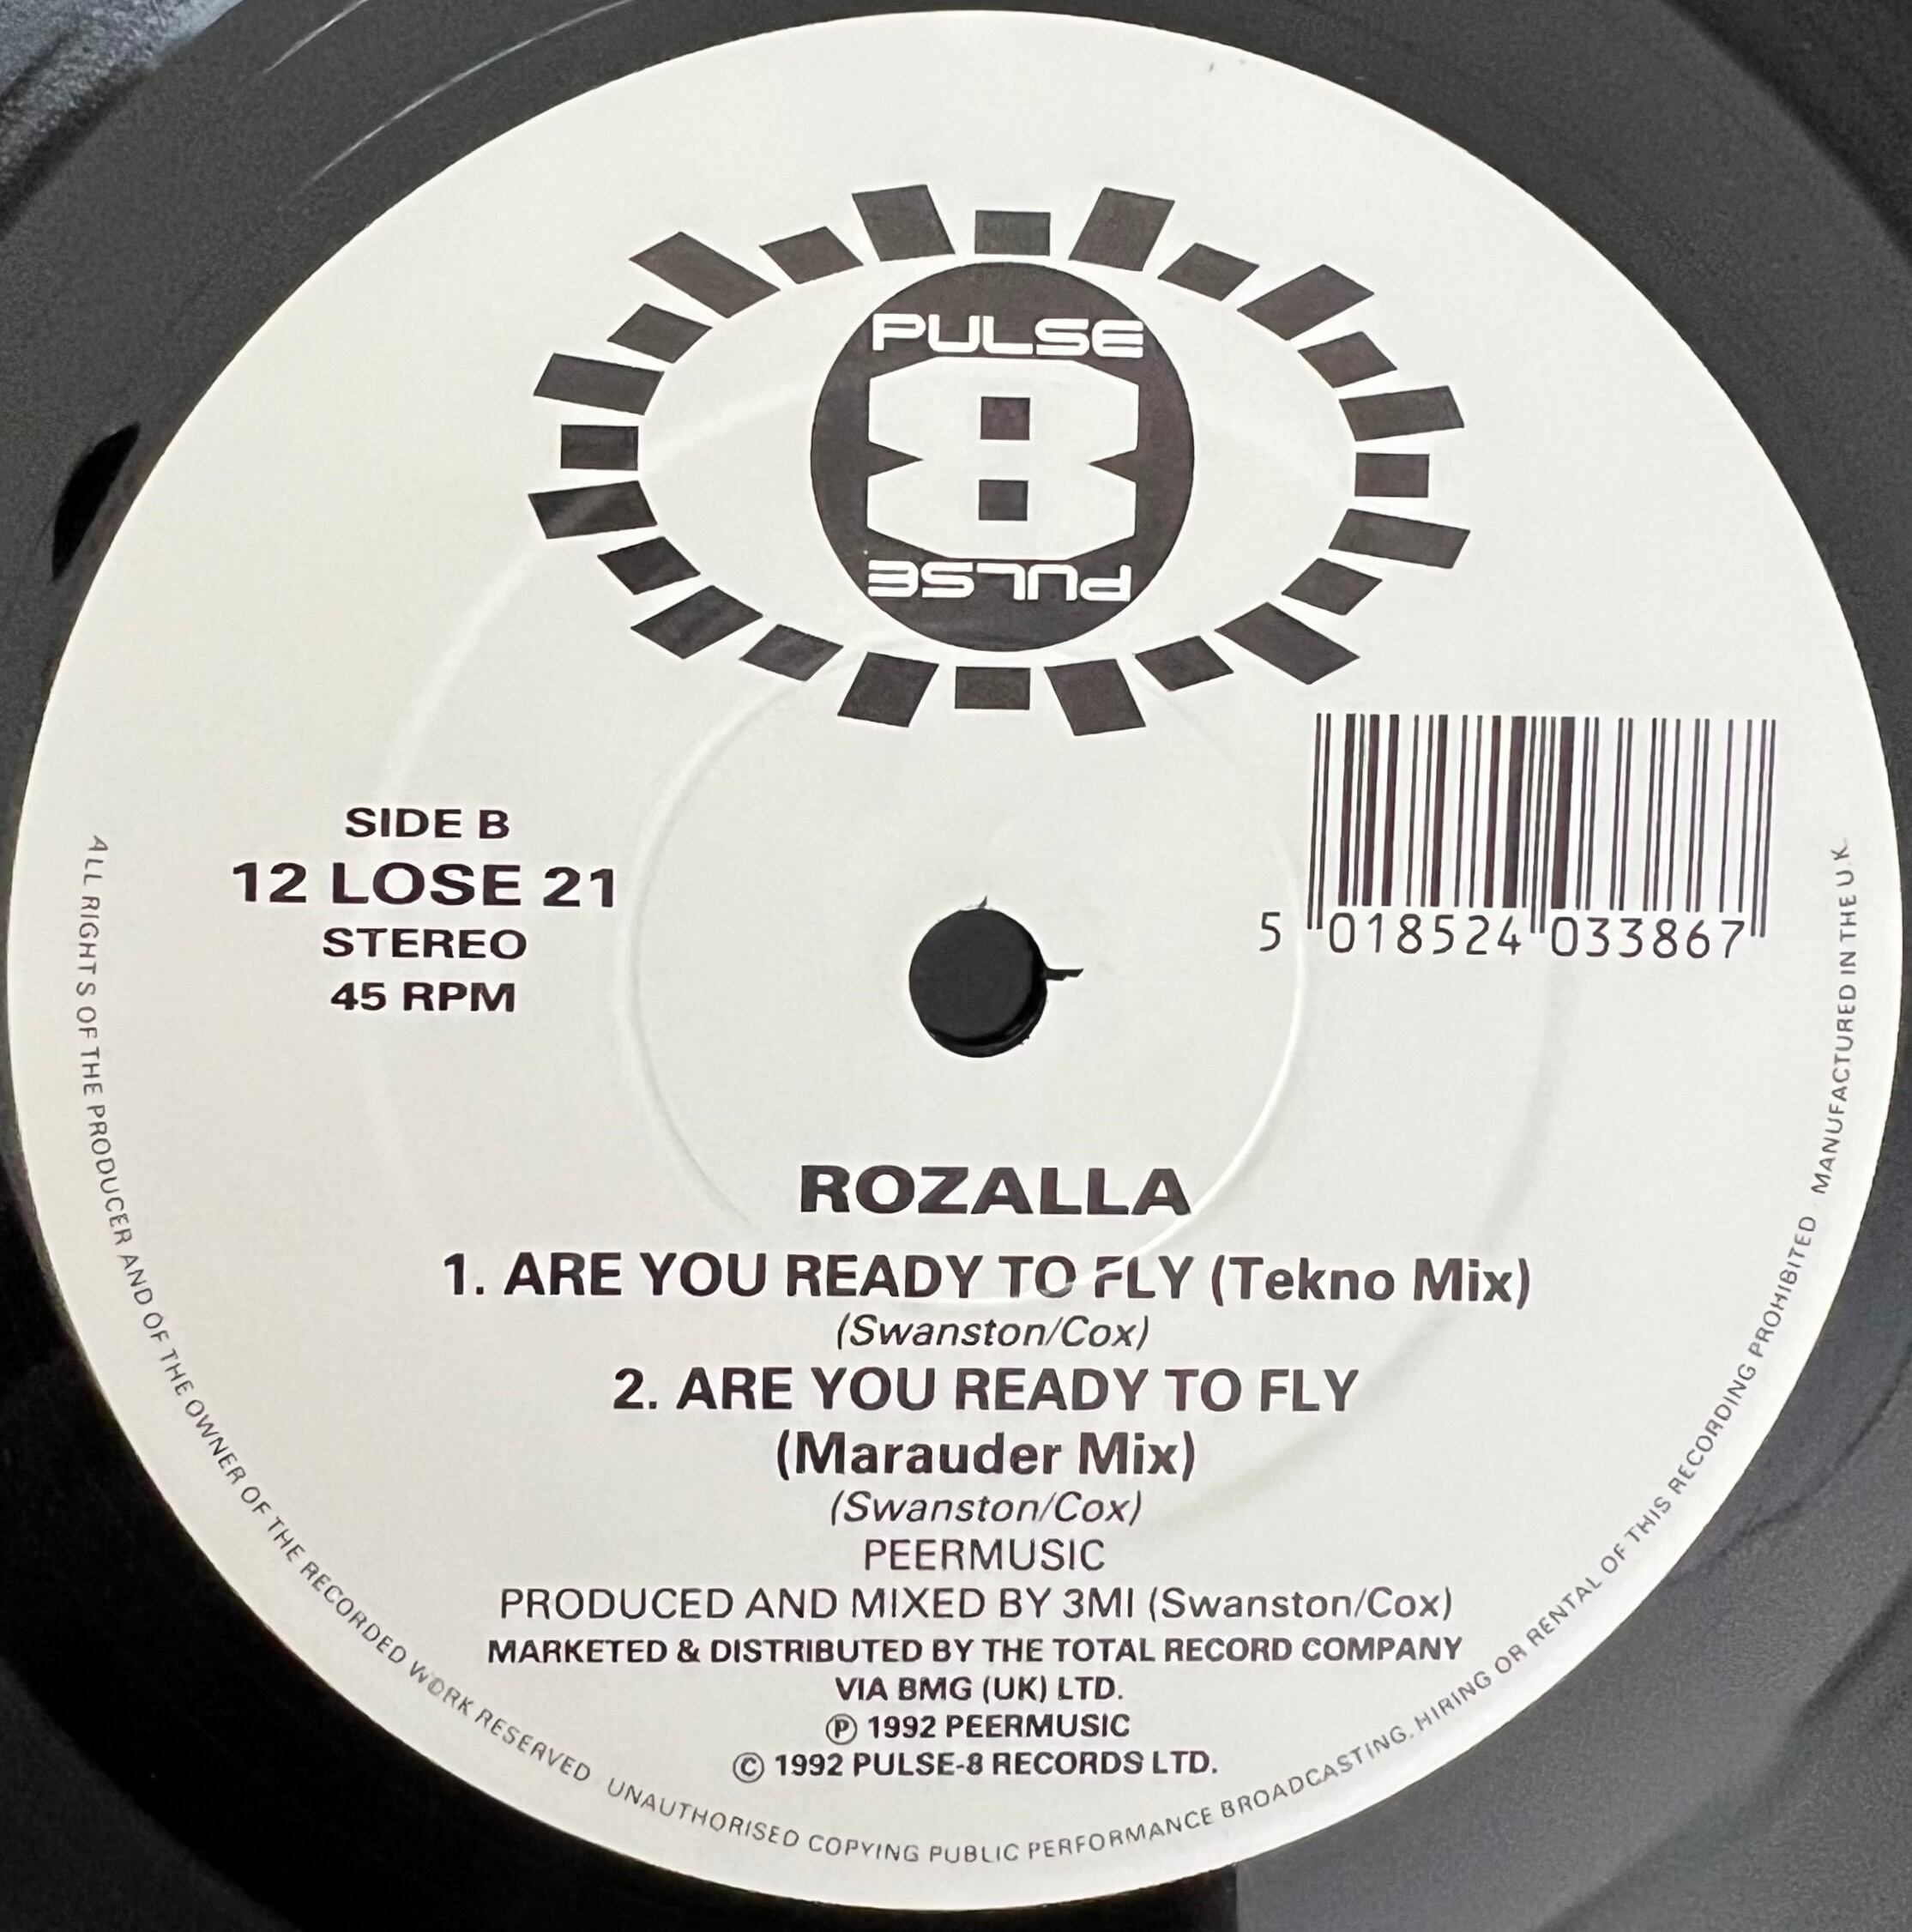 PULSE
8
PULSE
SIDE B
12 LOSE 21
STEREO
45 RPM
5 018524 033867
ROZALLA
1. ARE YOU READY TO FLY (Tekno Mix)
(Swanston/Cox)
2. ARE YOU READY TO FLY
(Marauder Mix)
(Swanston/Cox)
PEERMUSIC
PRODUCED AND MIXED BY 3MI (Swanston/Cox)
MARKETED & DISTRIBUTED BY THE TOTAL RECORD COMPANY
VIA BMG (UK) LTD.
Ⓟ 1992 PEERMUSIC
© 1992 PULSE-8 RECORDS LTD.
ALL RIGHTS OF THE PRODUCER AND OF THE OWNER OF THE RECORDED WORK RESERVED UNAUTHORISED COPYING PUBLIC PERFORMANCE BROADCASTING. HIRING OR RENTAL OF THIS RECORDING PROHIBITED MANUFACTURED IN THE U.K.